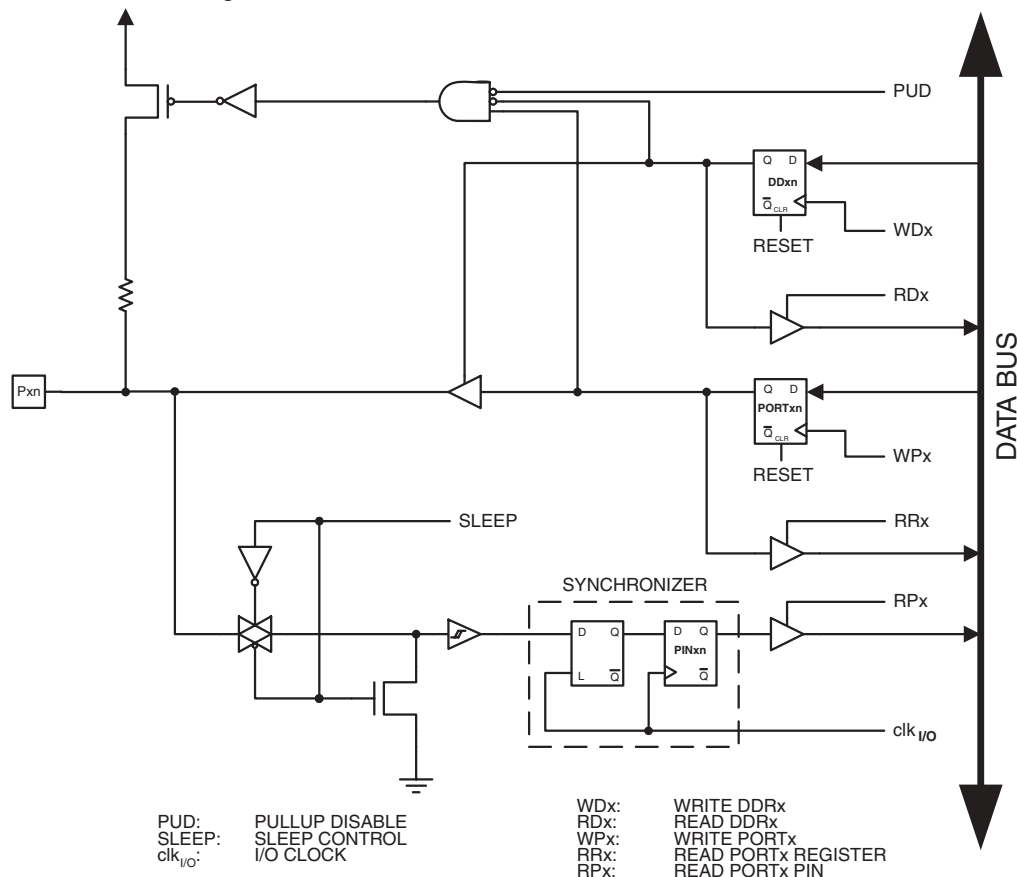 PUD
Q D
DDxn
Q CLR
WDx
RESET
RDx
Pxn
Q D
PORTxn
Q CLR
WPx
RESET
DATA BUS
SLEEP
RRx
SYNCHRONIZER
RPx
D Q
L Q
D Q
PINxn
Q
clk I/O
PUD: PULLUP DISABLE
SLEEP: SLEEP CONTROL
clkI/O: I/O CLOCK
WDx: WRITE DDRx
RDx: READ DDRx
WPx: WRITE PORTx
RRx: READ PORTx REGISTER
RPx: READ PORTx PIN